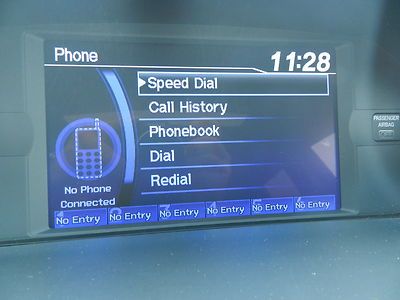 Phone
11:28
Speed Dial
Call History
Phonebook
Dial
Redial
No Phone
Connected
No Entry No Entry No Entry No Entry No Entry No Entry
PASSENGER
AIRBAG